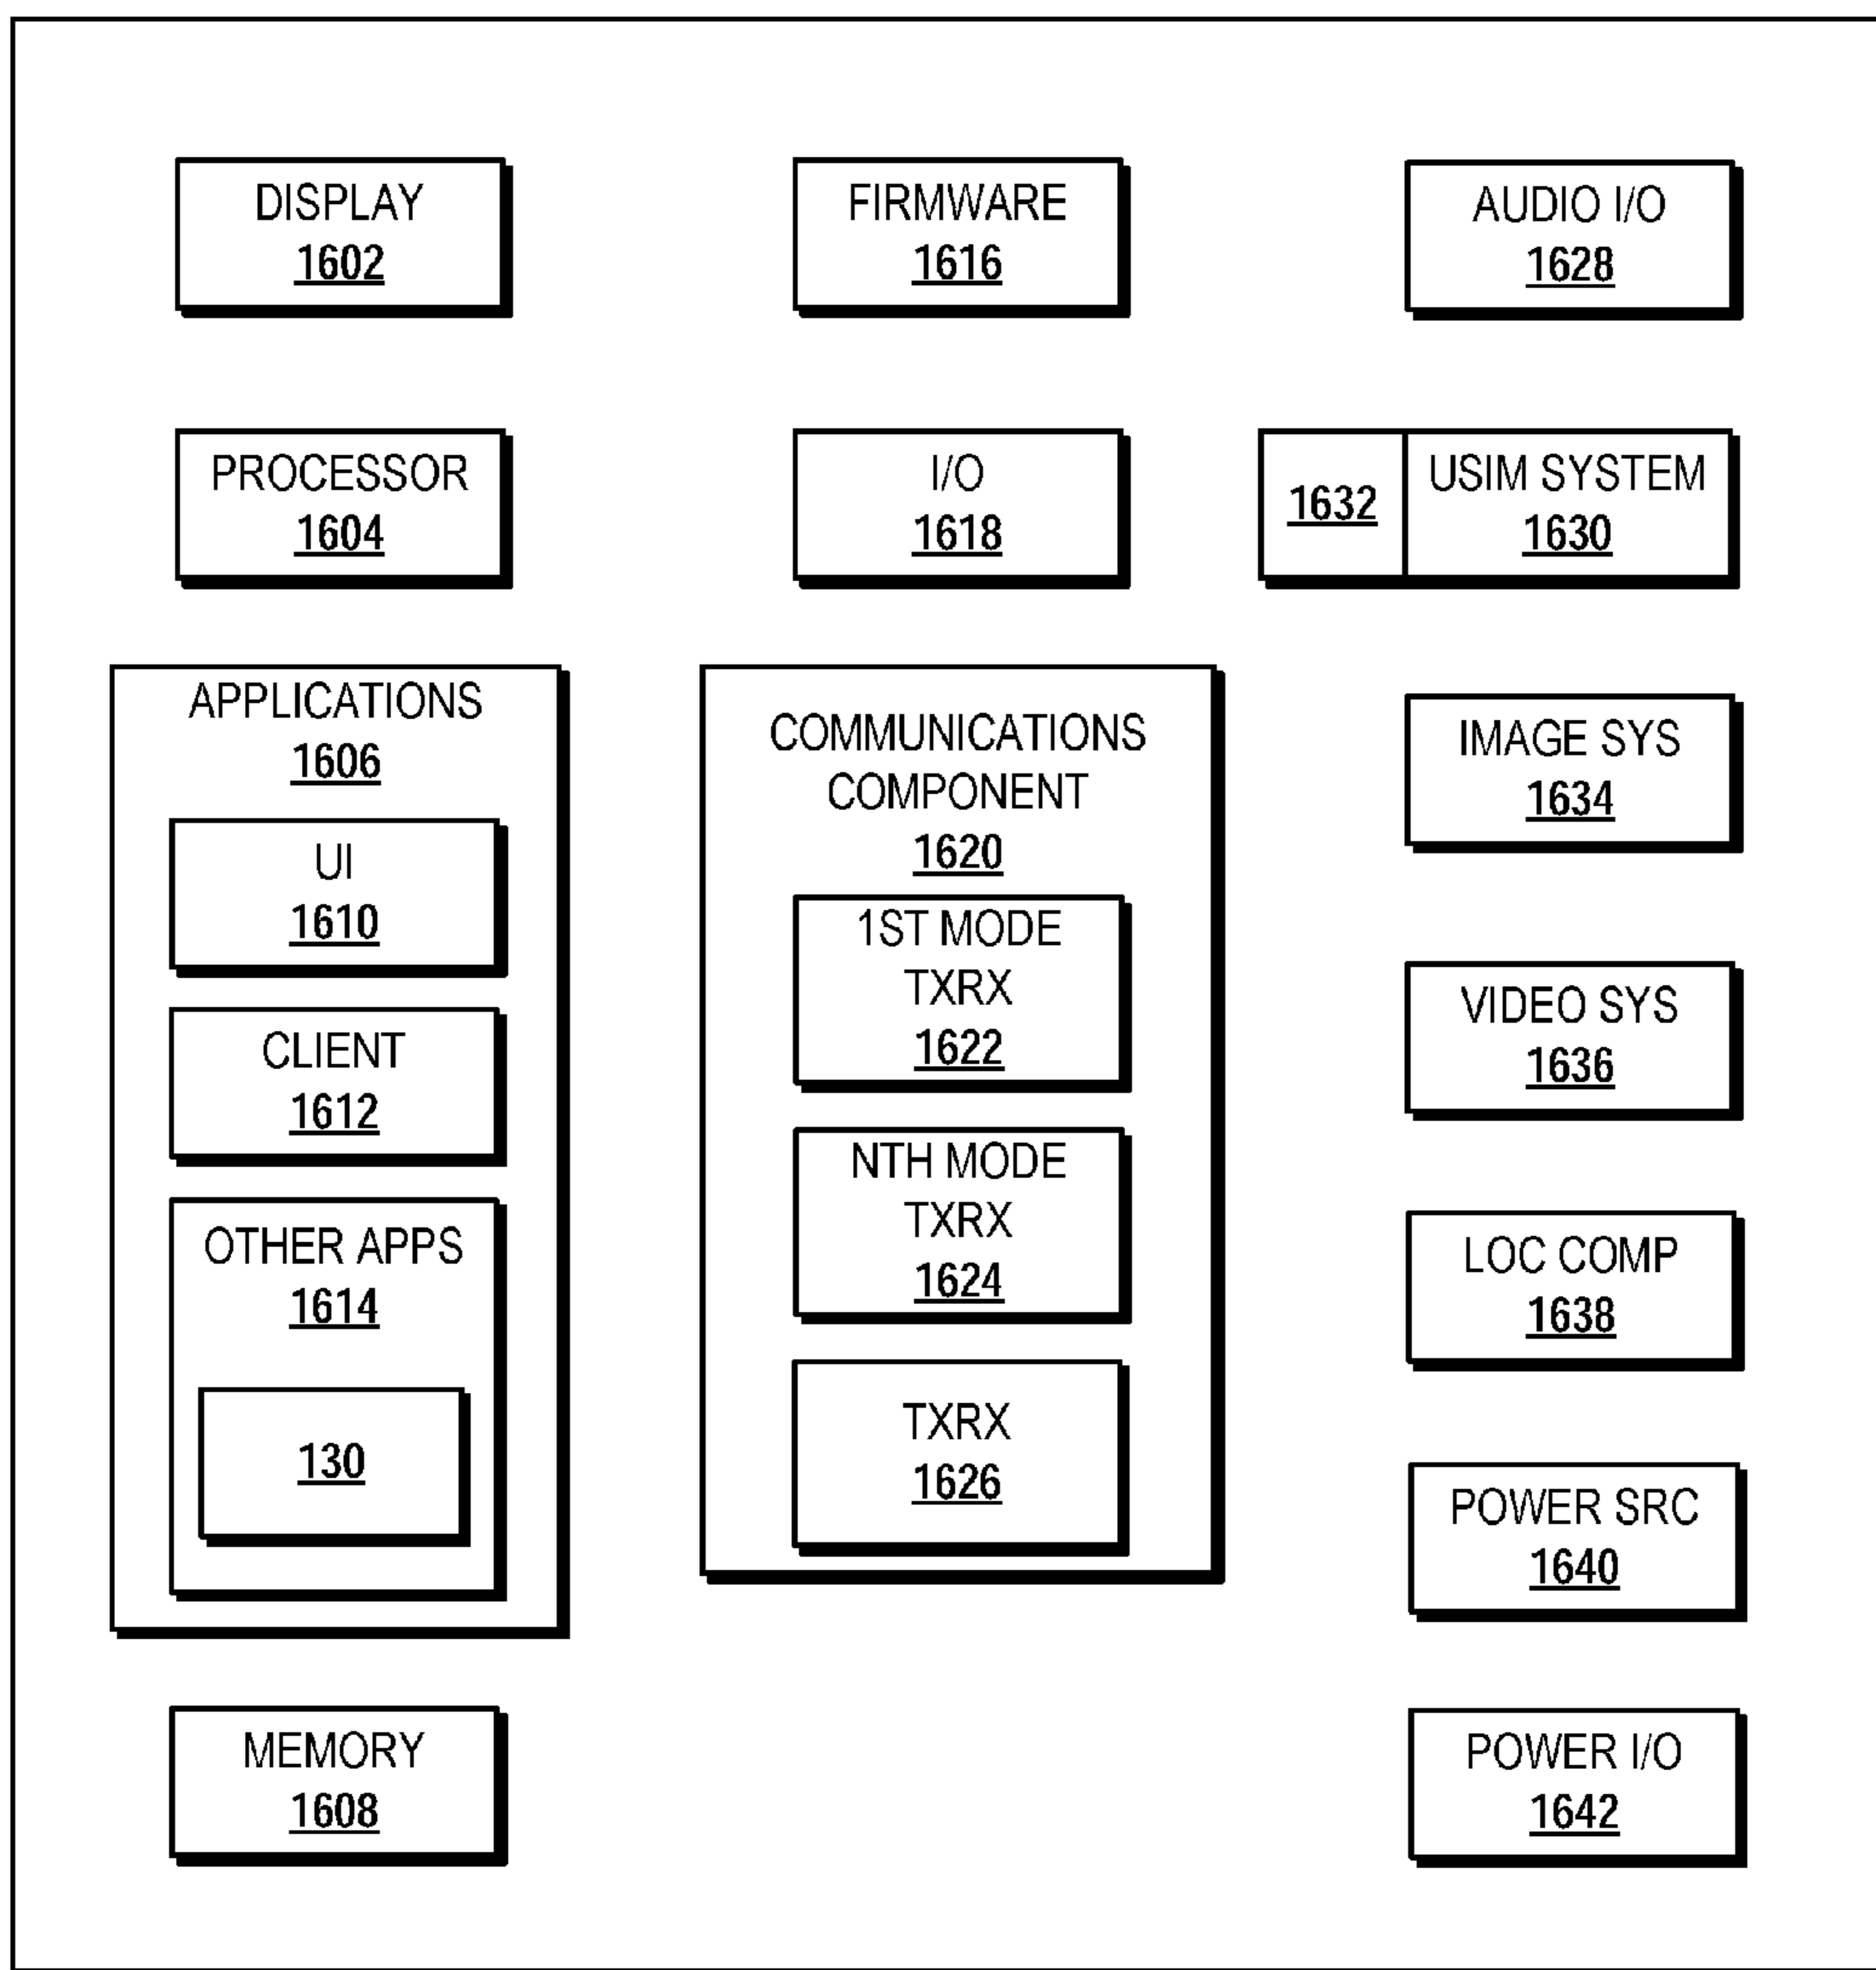 DISPLAY
1602
PROCESSOR
1604
APPLICATIONS
1606
UI
1610
CLIENT
1612
OTHER APPS
1614
130
MEMORY
1608
FIRMWARE
1616
I/O
1618
COMMUNICATIONS
COMPONENT
1620
1ST MODE
TXRX
1622
NTH MODE
TXRX
1624
TXRX
1626
AUDIO I/O
1628
1632
USIM SYSTEM
1630
IMAGE SYS
1634
VIDEO SYS
1636
LOC COMP
1638
POWER SRC
1640
POWER I/O
1642